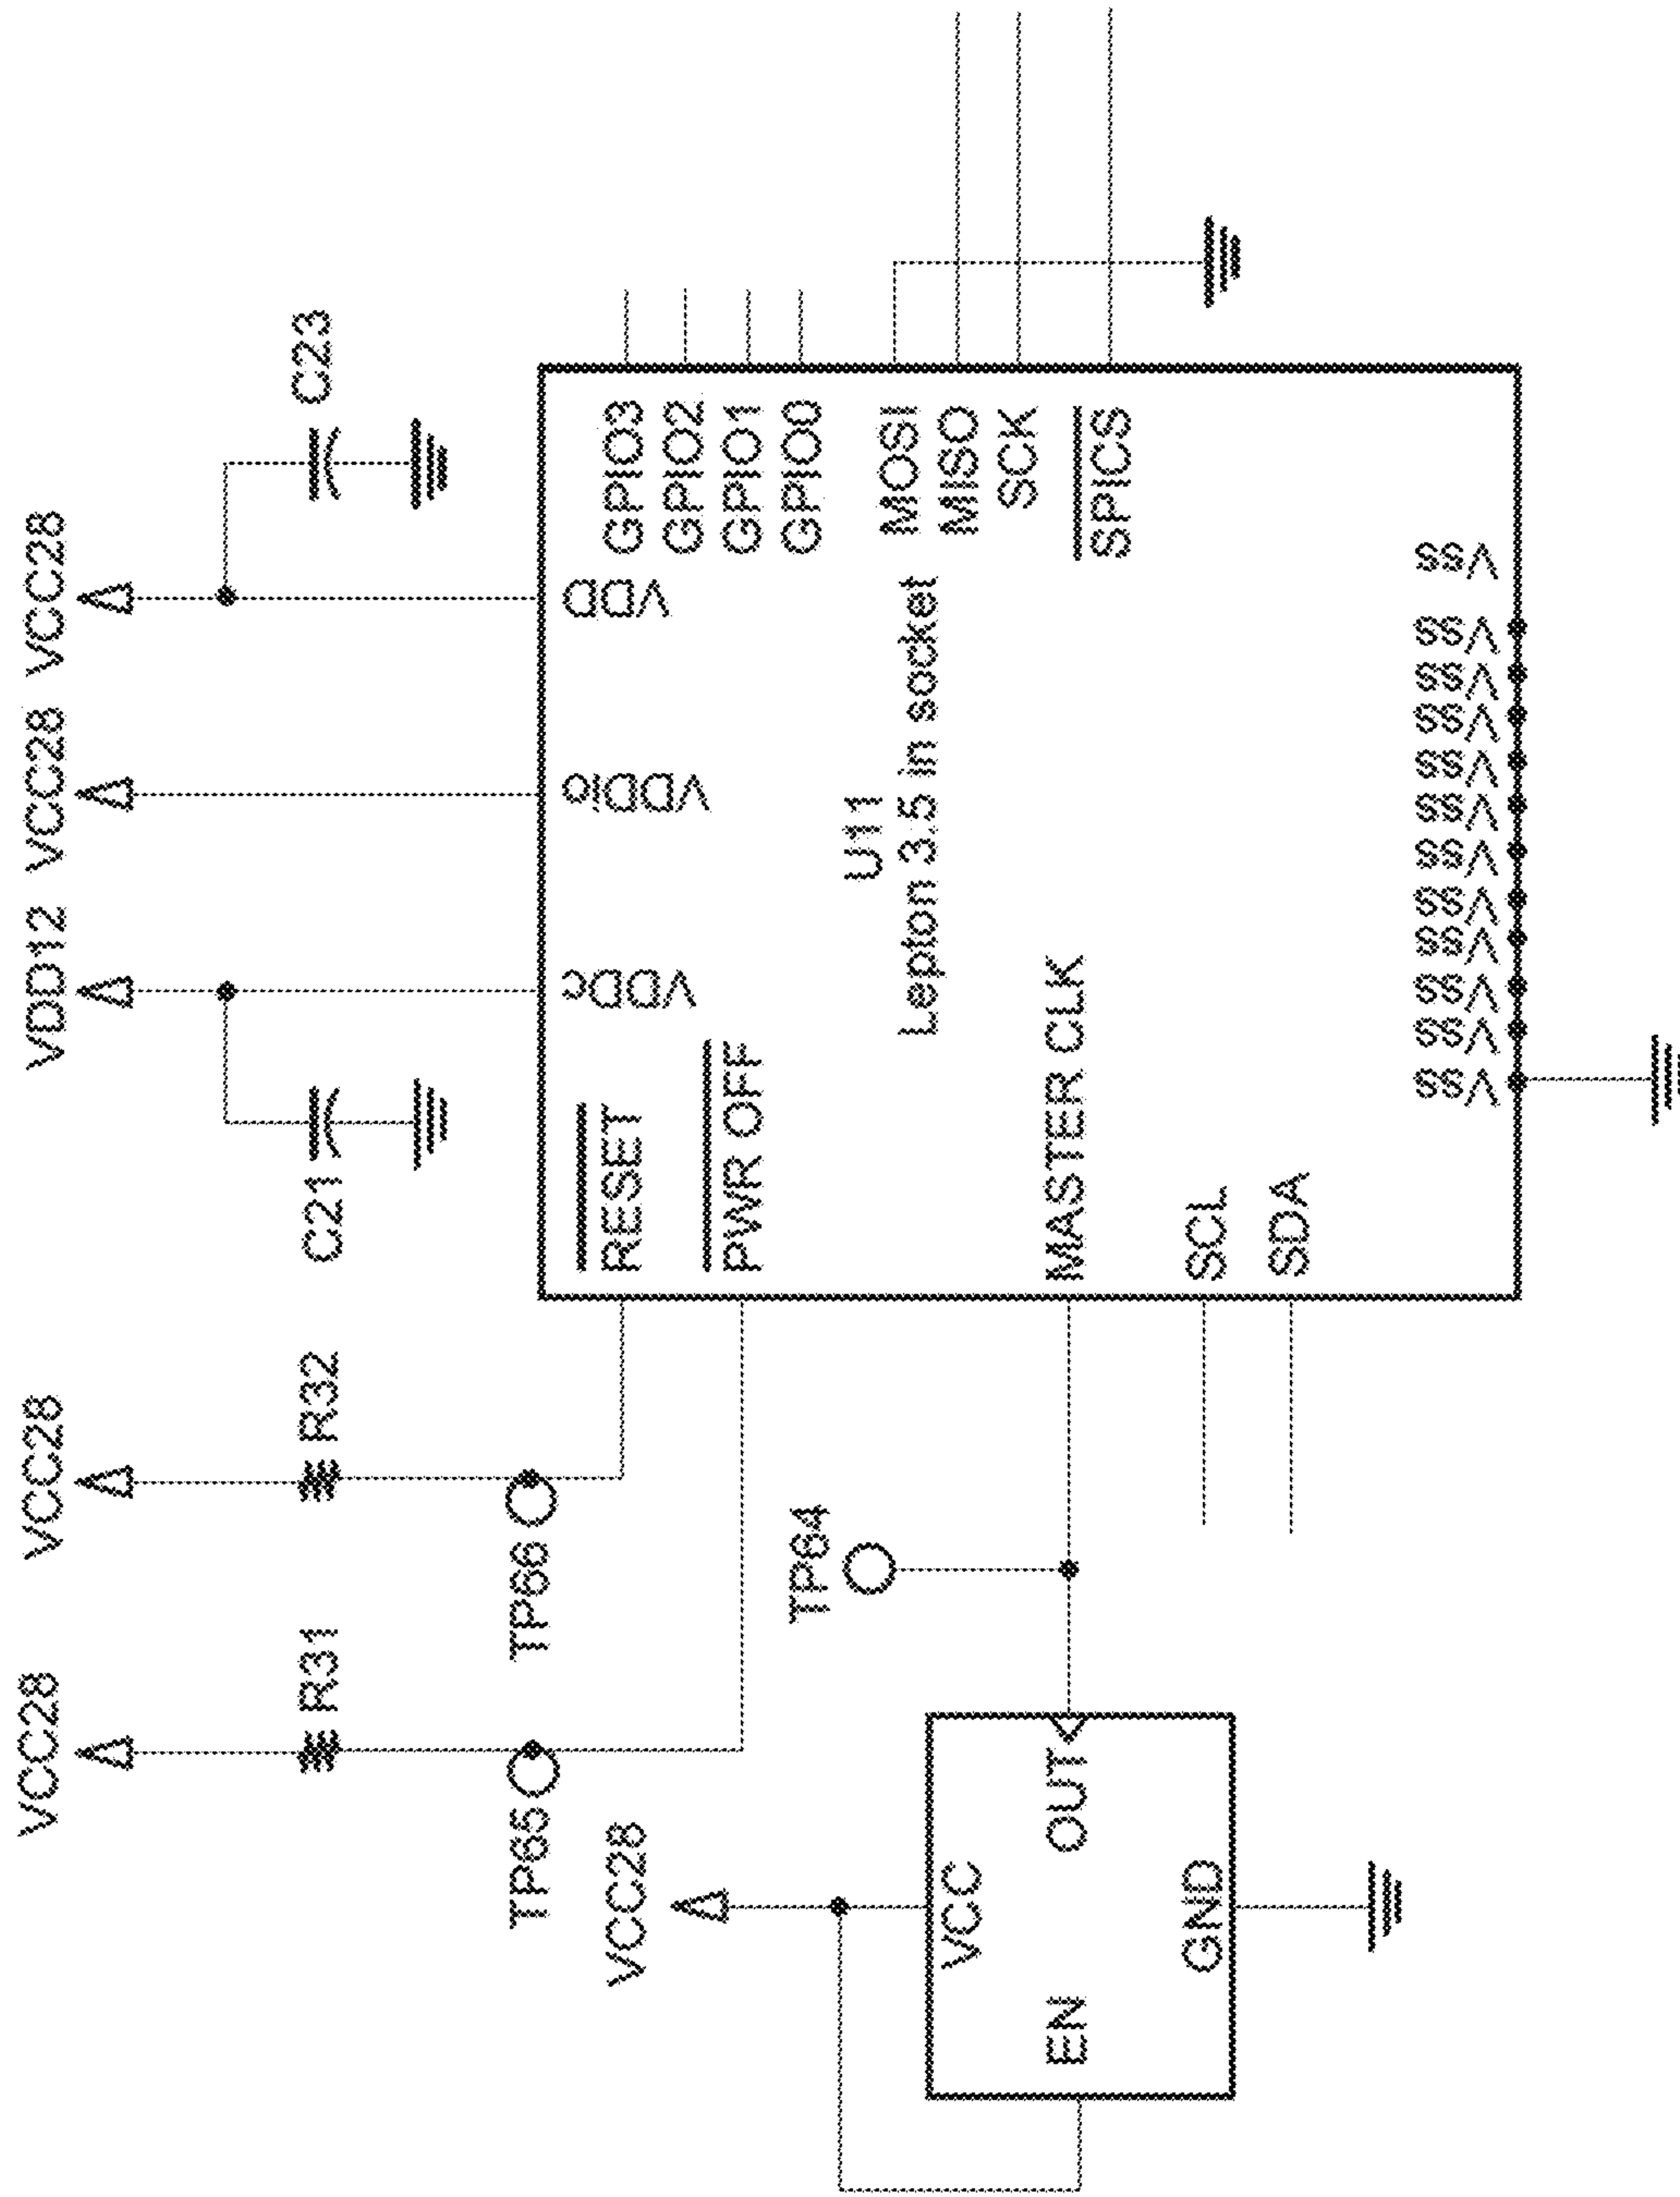 VCC28
VCC28
VDD12
VCC28
VCC28
R31
R32
C21
C23
TP65
TP66
VCC28
RESET
VDDc
VDDio
VDD
GPIO3
GPIO2
PWR OFF
GPIO1
GPIO0
TP64
U11
Lepton 3.5 in socket
MOSI
MISO
SCK
VCC
EN
OUT
MASTER CLK
SPICS
GND
SCL
SDA
Vss
Vss
Vss
Vss
Vss
Vss
Vss
Vss
Vss
Vss
Vss
Vss